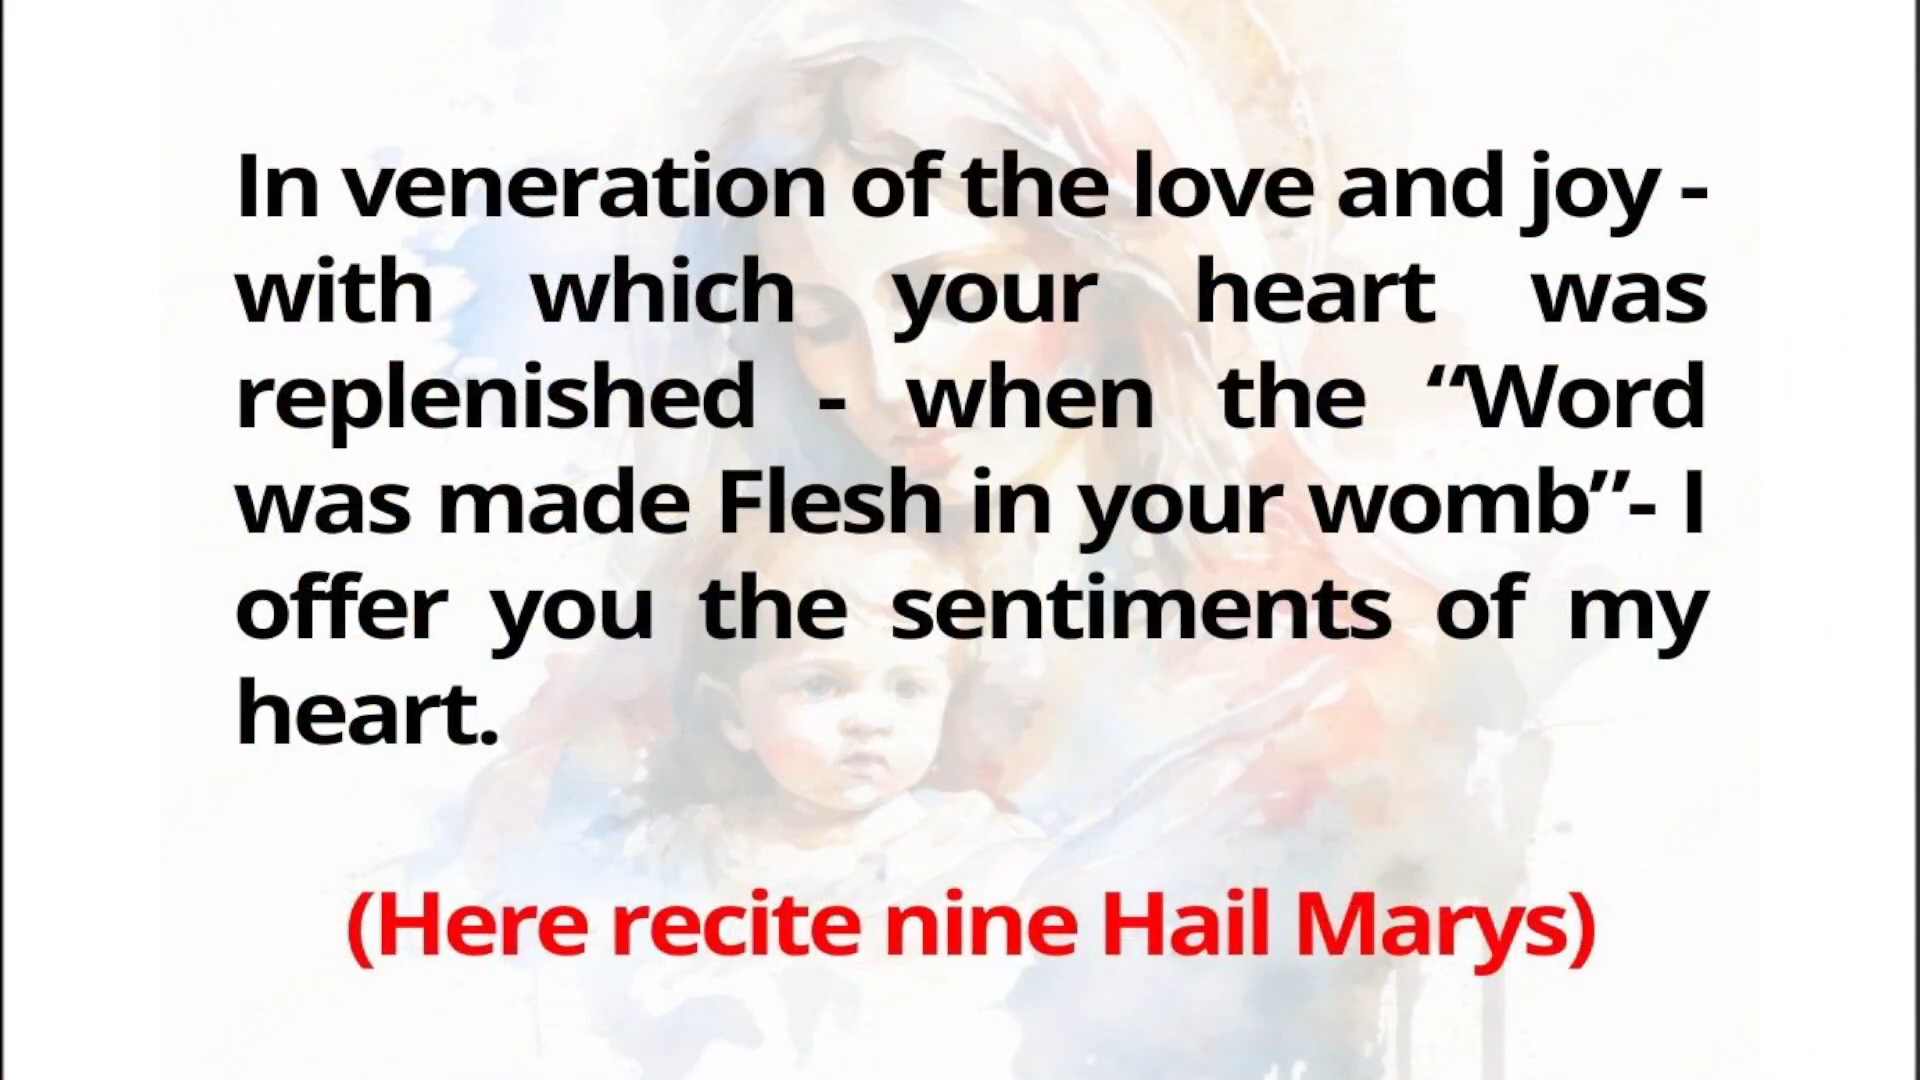 In veneration of the love and joy -
with which your heart was
replenished - when the “Word
was made Flesh in your womb”- I
offer you the sentiments of my
heart.
(Here recite nine Hail Marys)